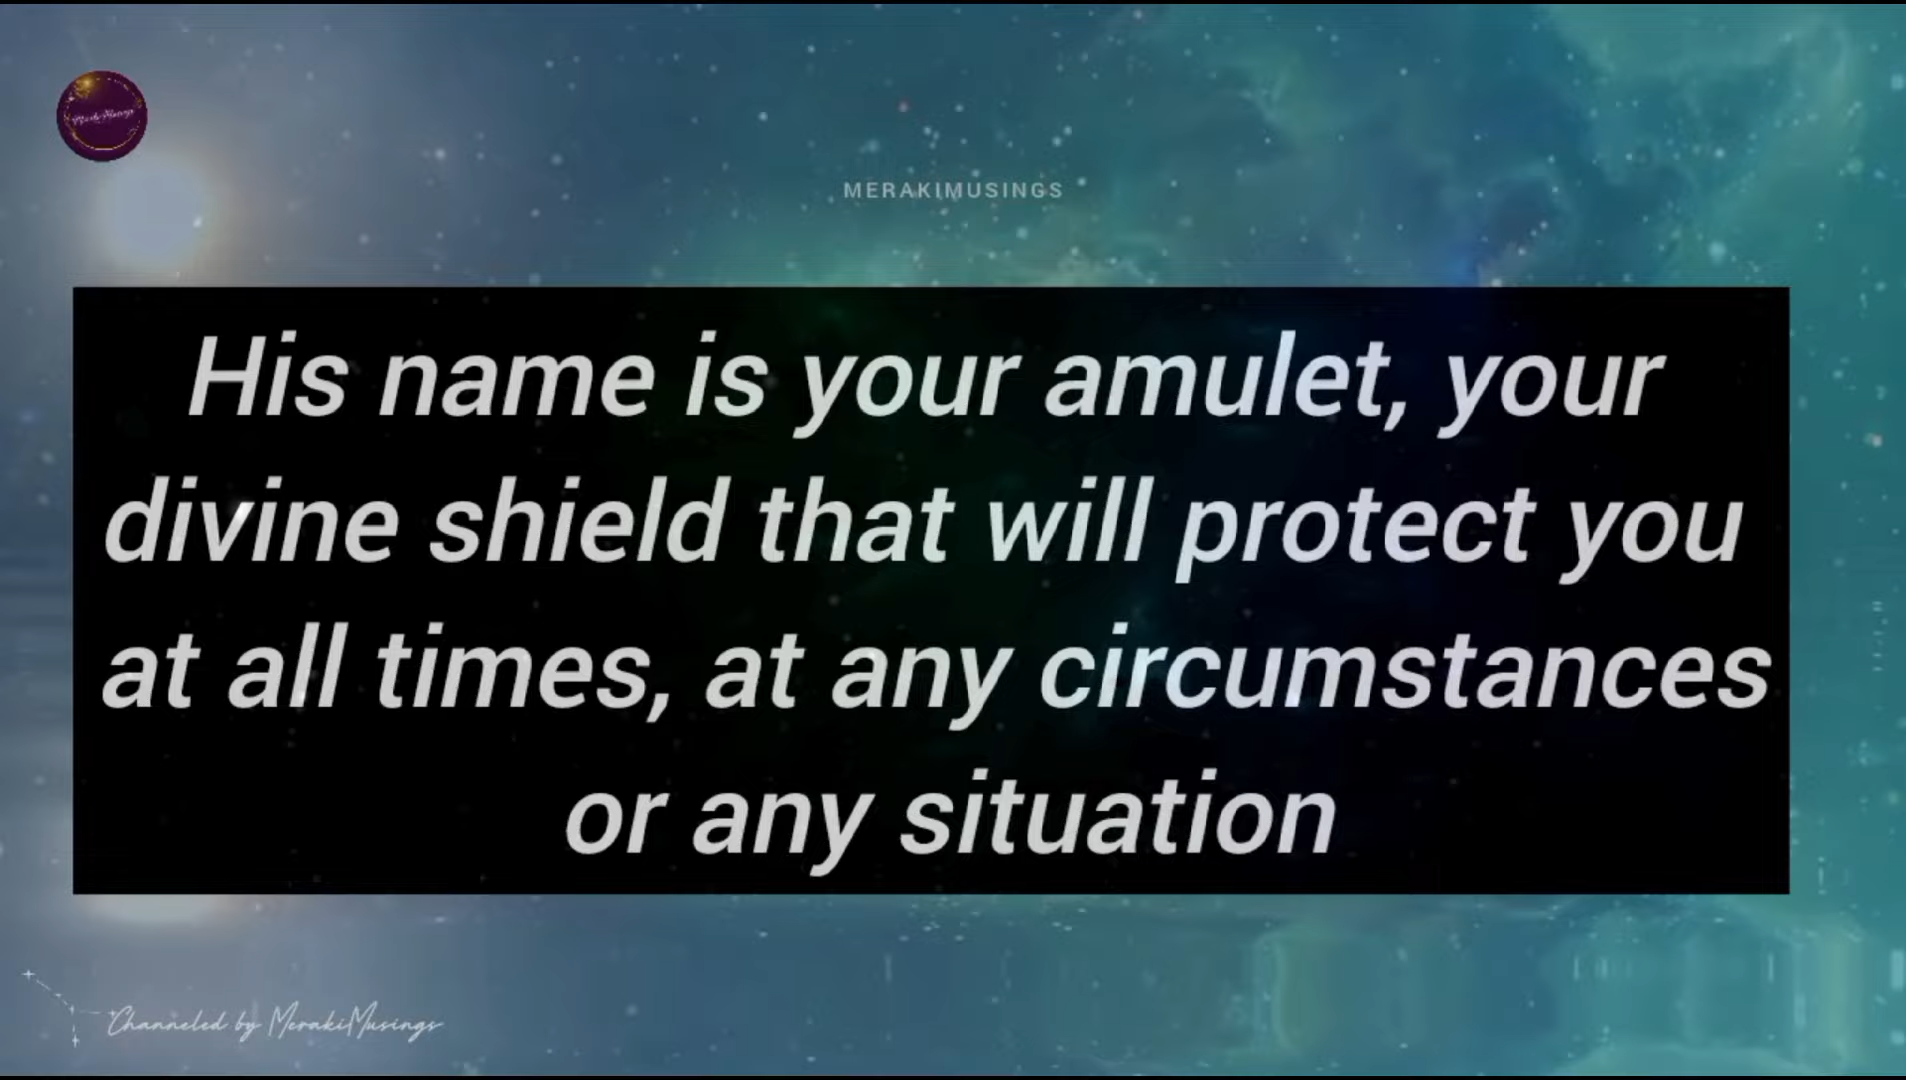 MerakiMusings
MERAKIMUSINGS
His name is your amulet, your
divine shield that will protect you
at all times, at any circumstances
or any situation
Channeled by MerakiMusings